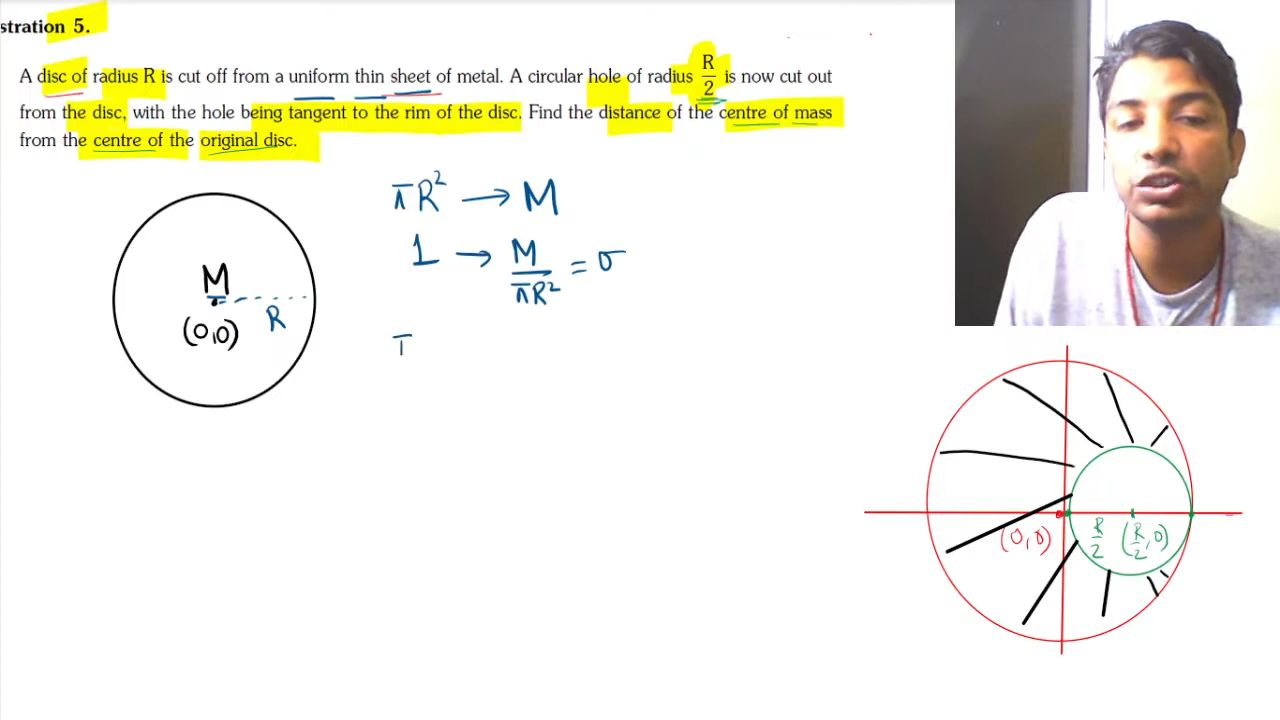 stration 5.
A disc of radius R is cut off from a uniform thin sheet of metal. A circular hole of radius R/2 is now cut out
from the disc, with the hole being tangent to the rim of the disc. Find the distance of the centre of mass
from the centre of the original disc.
πR² → M
1 → M/πR² = σ
M
R
(0,0)
(0,0) R/2 (R/2,0)